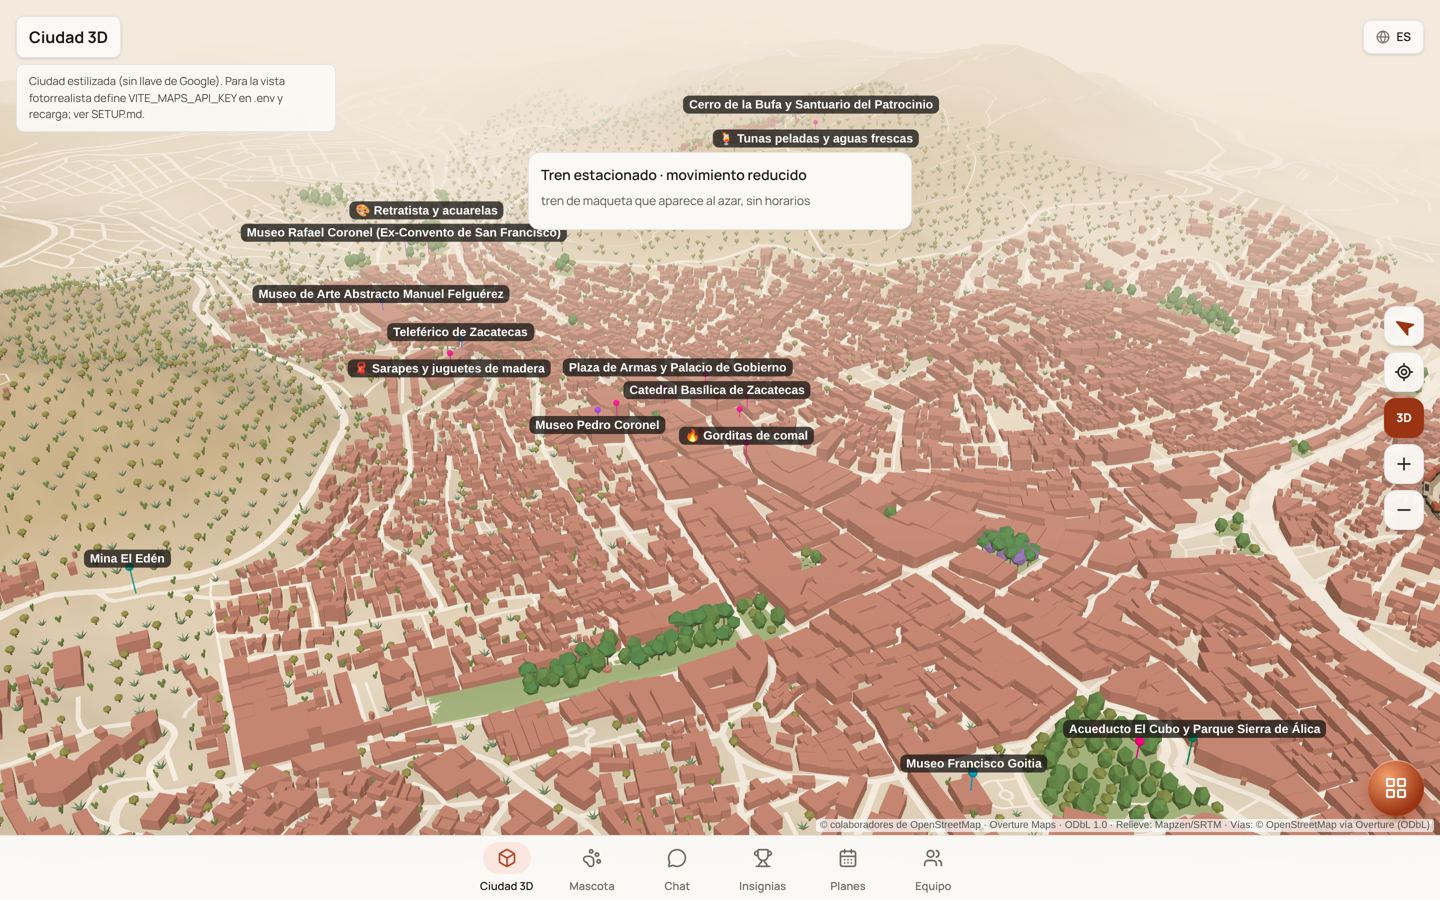 Ciudad 3D
ES
Ciudad estilizada (sin llave de Google). Para la vista
fotorrealista define VITE_MAPS_API_KEY en .env y
recarga; ver SETUP.md.
Cerro de la Bufa y Santuario del Patrocinio
Tunas peladas y aguas frescas
Tren estacionado · movimiento reducido
tren de maqueta que aparece al azar, sin horarios
Retratista y acuarelas
Museo Rafael Coronel (Ex-Convento de San Francisco)
Museo de Arte Abstracto Manuel Felguérez
Teleférico de Zacatecas
Sarapes y juguetes de madera
Plaza de Armas y Palacio de Gobierno
Catedral Basílica de Zacatecas
Museo Pedro Coronel
Gorditas de comal
3D
Mina El Edén
Acueducto El Cubo y Parque Sierra de Álica
Museo Francisco Goitia
© colaboradores de OpenStreetMap · Overture Maps · ODbL 1.0 · Relieve: Mapzen/SRTM · Vías: © OpenStreetMap vía Overture (ODbL)
Ciudad 3D
Mascota
Chat
Insignias
Planes
Equipo